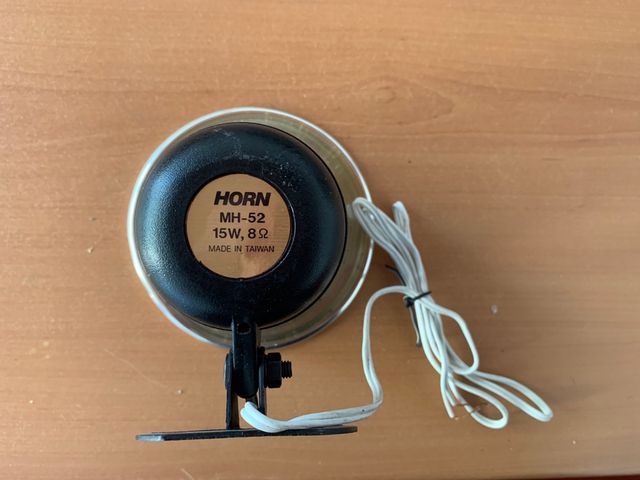 HORN
MH-52
15W, 8Ω
MADE IN TAIWAN